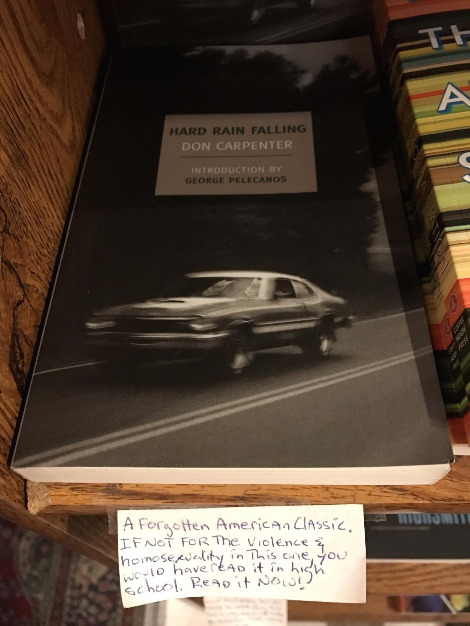 HARD RAIN FALLING
DON CARPENTER
INTRODUCTION BY
GEORGE PELECANOS
A Forgotten American Classic.
IF NOT FOR THE Violence &
homosexuality in This one, you
would have READ it in high
school. READ it NOW!
HIGHSMITH